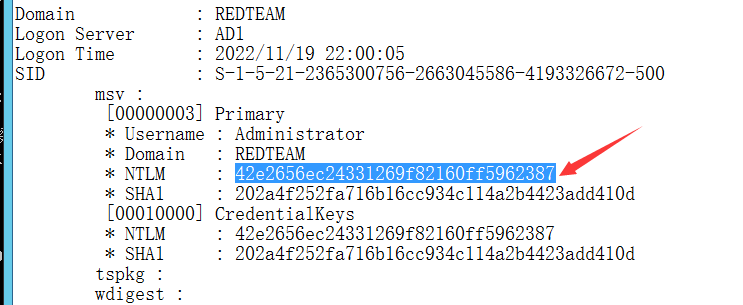 Domain : REDTEAM
Logon Server : AD1
Logon Time : 2022/11/19 22:00:05
SID : S-1-5-21-2365300756-2663045586-4193326672-500
msv :
[00000003] Primary
* Username : Administrator
* Domain : REDTEAM
* NTLM : 42e2656ec24331269f82160ff5962387
* SHA1 : 202a4f252fa716b16cc934c114a2b4423add410d
[00010000] CredentialKeys
* NTLM : 42e2656ec24331269f82160ff5962387
* SHA1 : 202a4f252fa716b16cc934c114a2b4423add410d
tspkg :
wdigest :